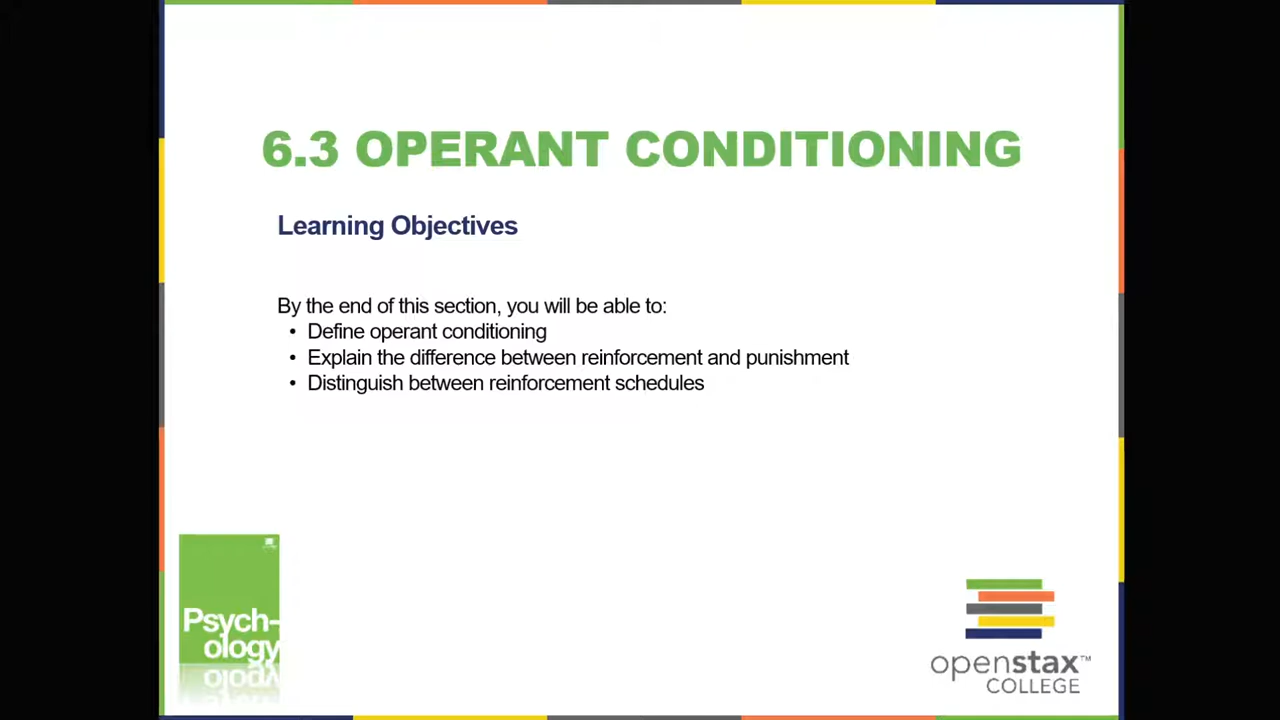 6.3 OPERANT CONDITIONING
Learning Objectives
By the end of this section, you will be able to:
• Define operant conditioning
• Explain the difference between reinforcement and punishment
• Distinguish between reinforcement schedules
Psych-
ology
openstax™
COLLEGE